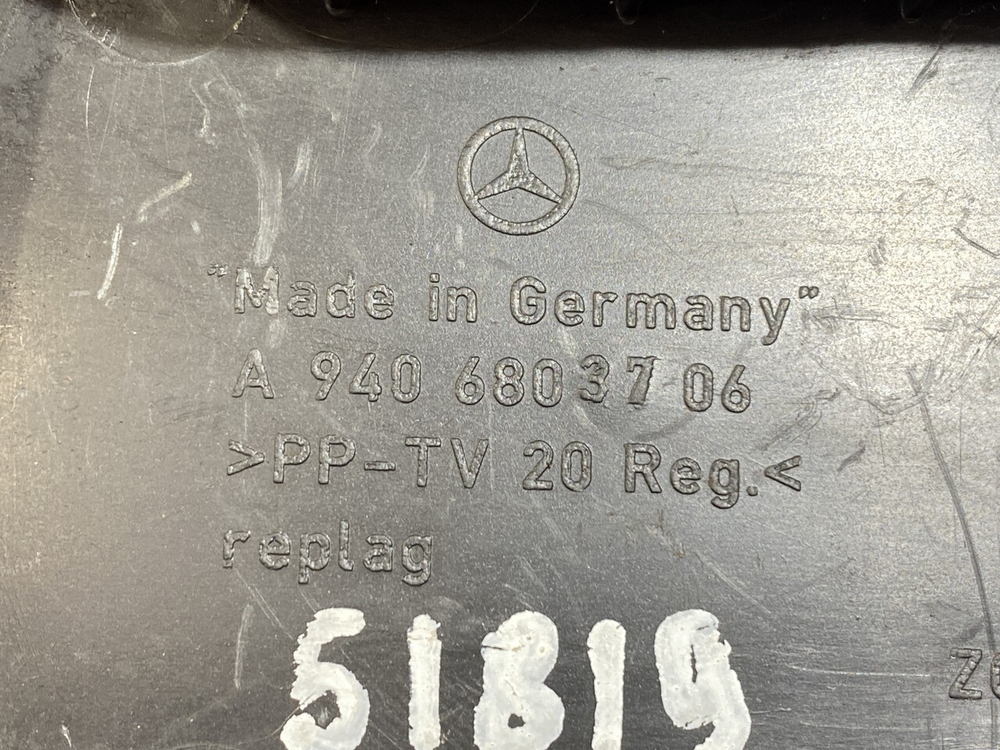 "Made in Germany"
A 940 680 37 06
>PP-TV 20 Reg.<
replag
51819